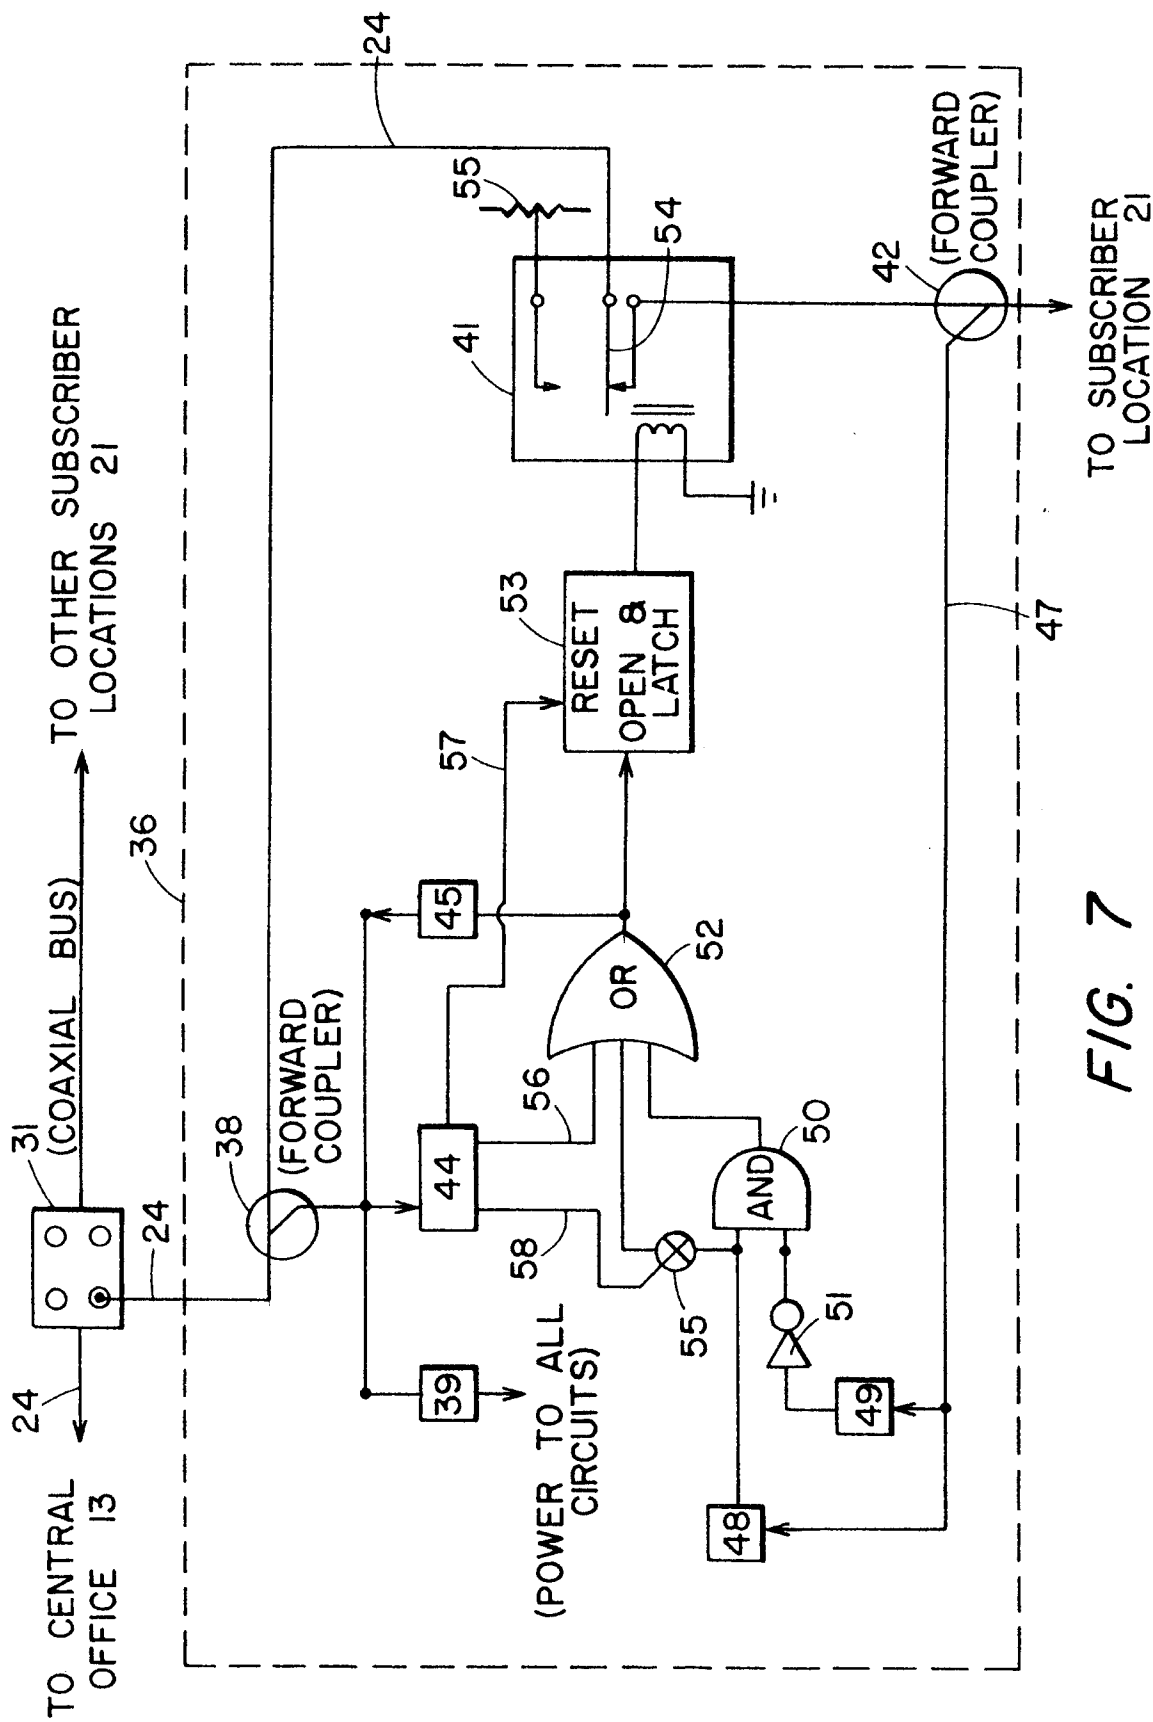 TO CENTRAL
OFFICE 13
24
31
(COAXIAL BUS)
TO OTHER SUBSCRIBER
LOCATIONS 21
24
36
38
(FORWARD
COUPLER)
24
39
(POWER TO ALL
CIRCUITS)
44
45
57
58
56
55
41
55
54
53
RESET
OPEN &
LATCH
OR
52
AND
50
51
48
49
47
42
(FORWARD
COUPLER)
TO SUBSCRIBER
LOCATION 21
FIG. 7